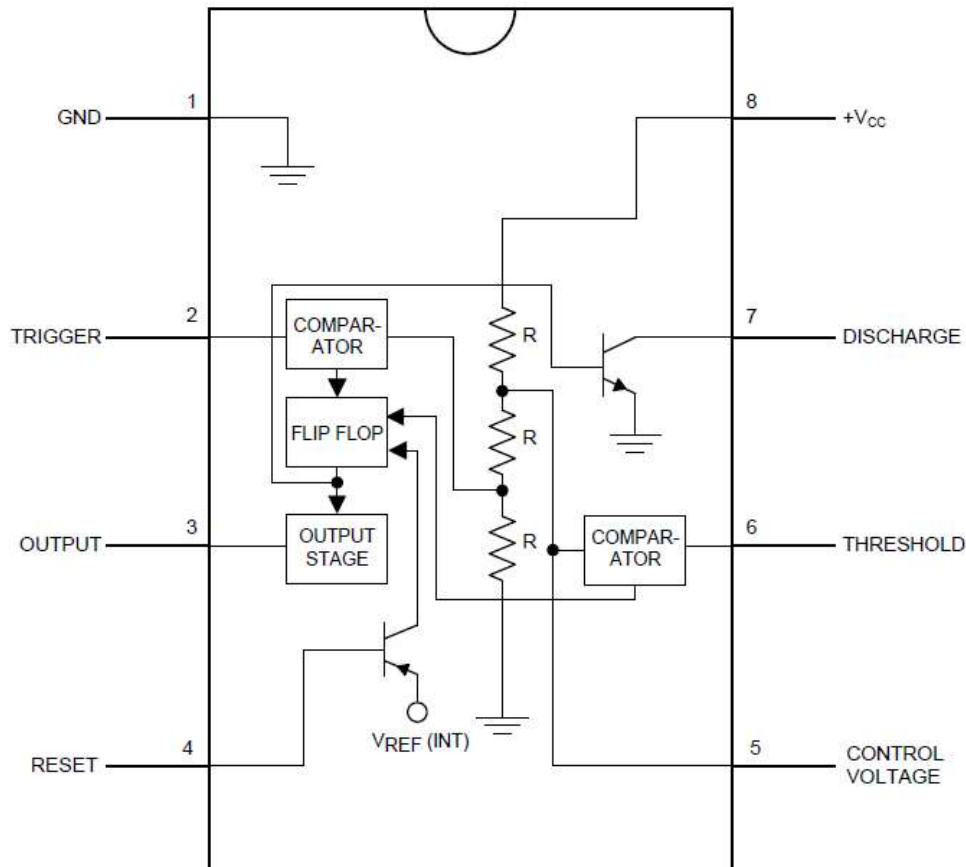 1
GND
8
+VCC
2
TRIGGER
COMPAR-
ATOR
R
7
DISCHARGE
FLIP FLOP
R
3
OUTPUT
OUTPUT
STAGE
R
COMPAR-
ATOR
6
THRESHOLD
VREF (INT)
4
RESET
5
CONTROL
VOLTAGE